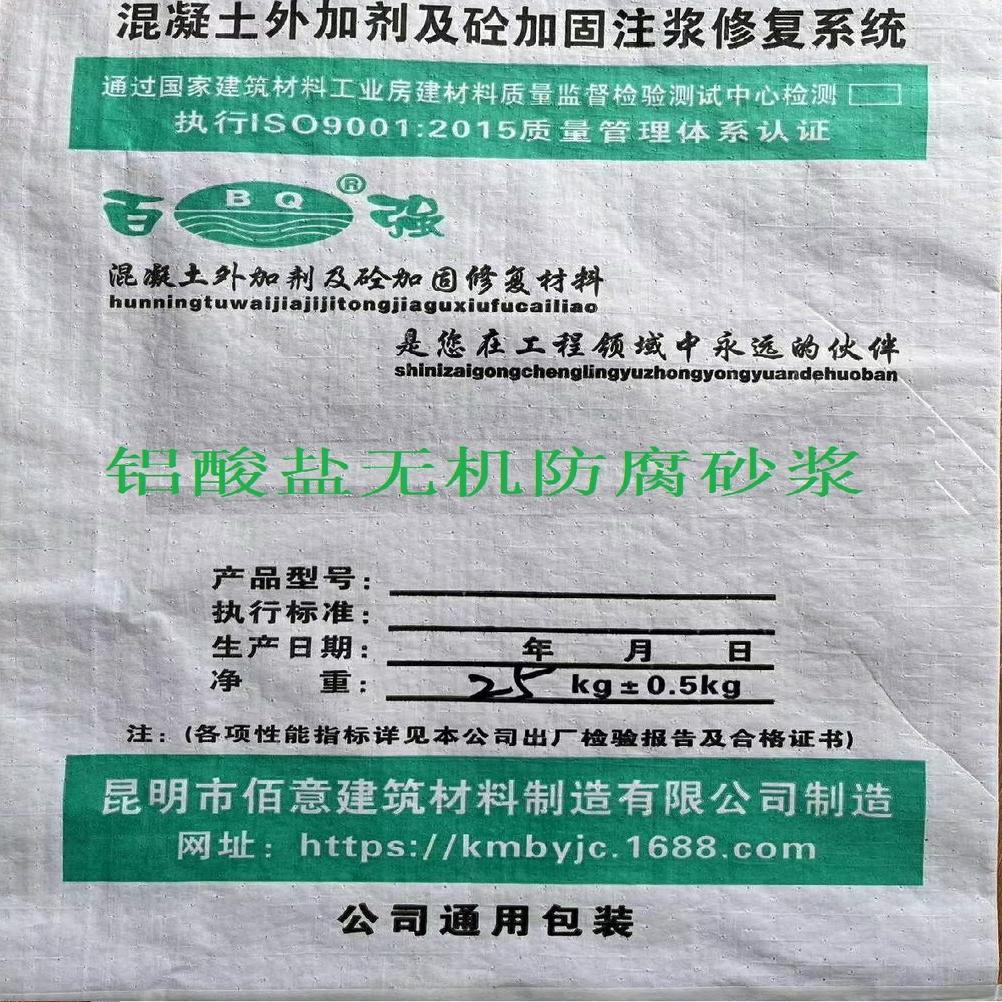 混凝土外加剂及砼加固注浆修复系统
通过国家建筑材料工业房建材料质量监督检验测试中心检测
执行ISO9001:2015质量管理体系认证
百 BQ® 强
混凝土外加剂及砼加固修复材料
hunningtuwaijiajijitongjiaguxiufucailiao
是您在工程领域中永远的伙伴
shinizaigongchenglingyuzhongyongyuandehuoban
铝酸盐无机防腐砂浆
产品型号:
执行标准:
生产日期: 年 月 日
净 重: 25 kg±0.5kg
注:(各项性能指标详见本公司出厂检验报告及合格证书)
昆明市佰意建筑材料制造有限公司制造
网址：https://kmbyjc.1688.com
公司通用包装